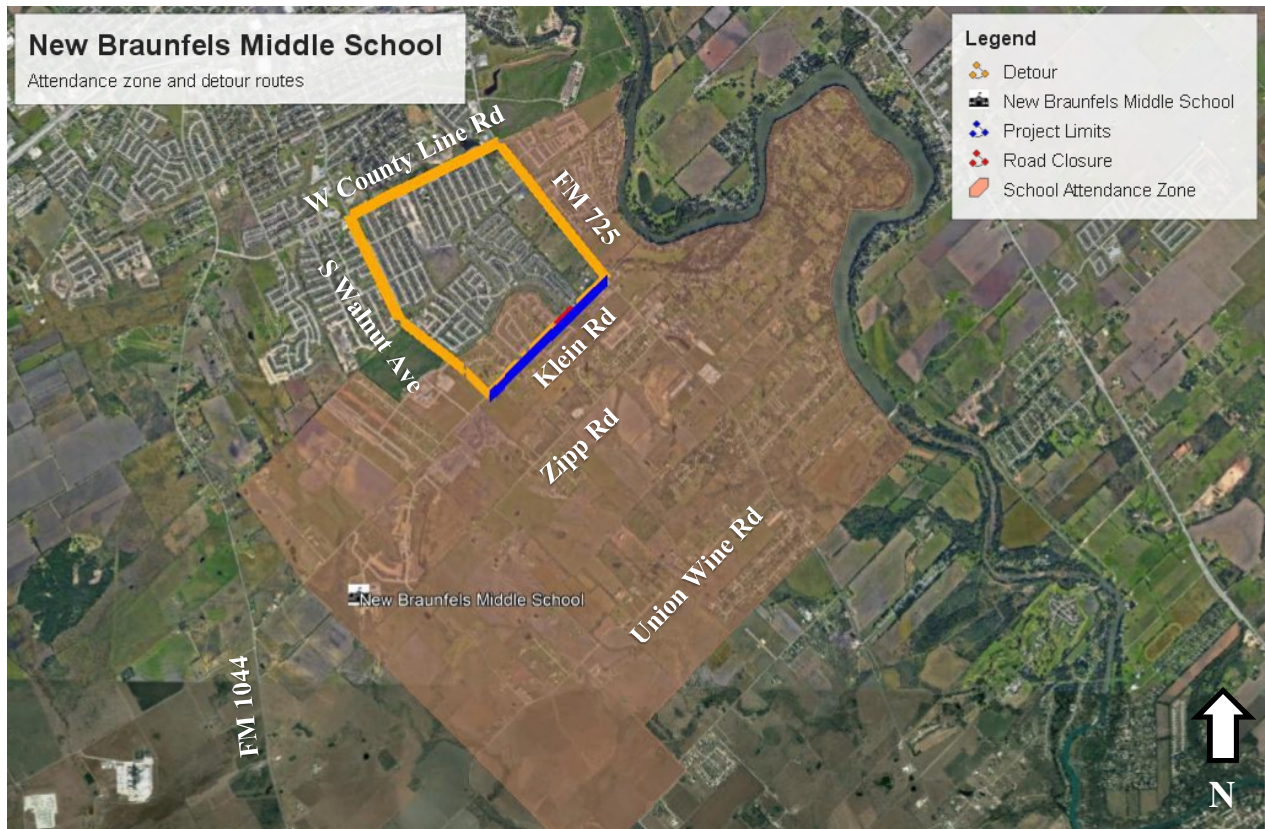 New Braunfels Middle School
Attendance zone and detour routes
Legend
Detour
New Braunfels Middle School
Project Limits
Road Closure
School Attendance Zone
W County Line Rd
FM 725
S Walnut Ave
Klein Rd
Zipp Rd
Union Wine Rd
New Braunfels Middle School
FM 1044
N